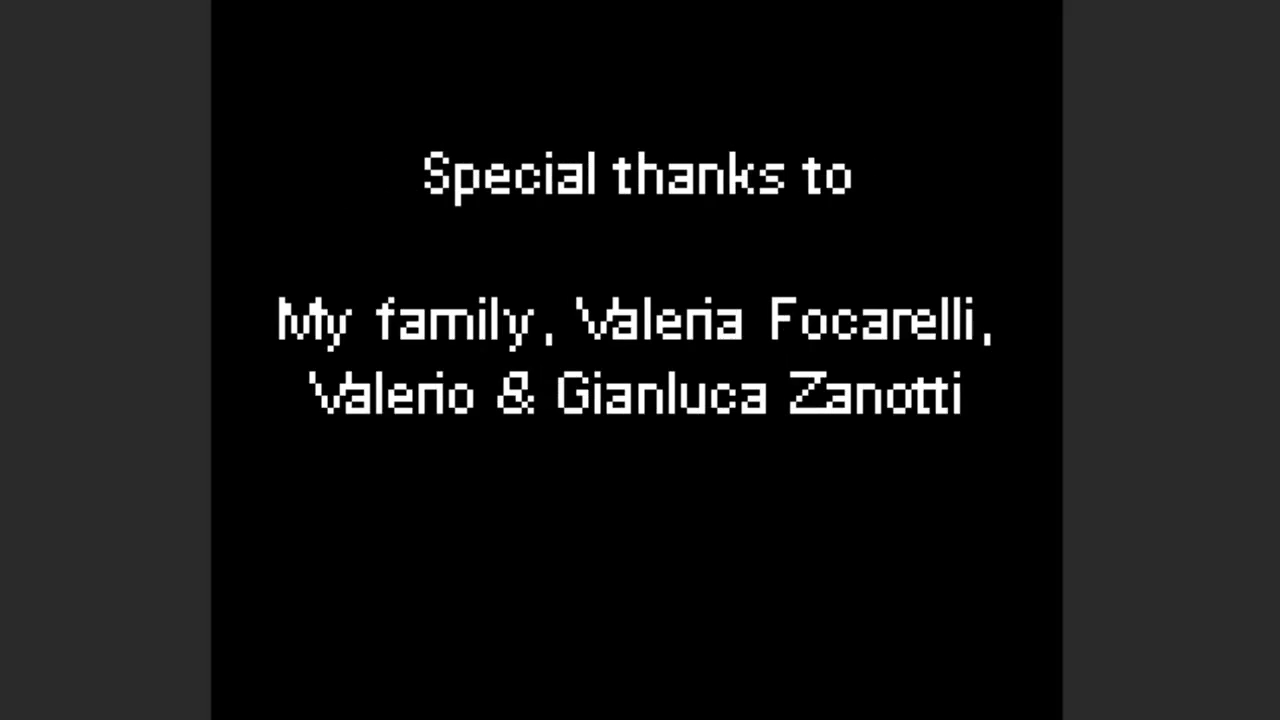 Special thanks to
My family, Valeria Focarelli,
Valerio & Gianluca Zanotti